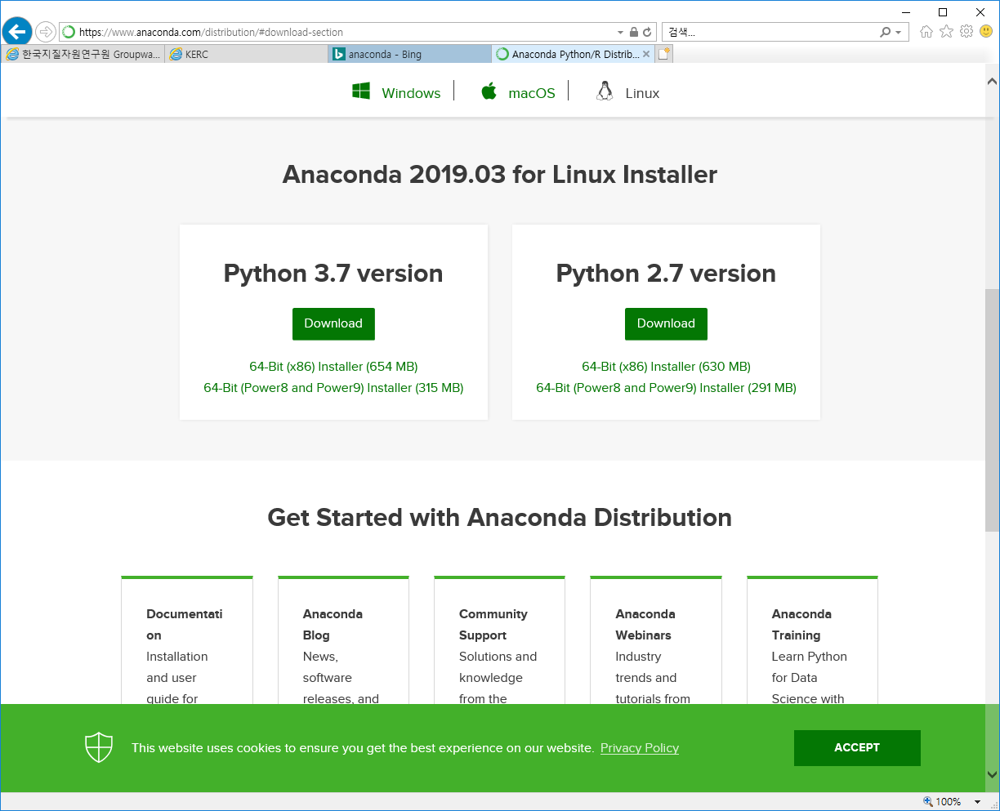 https://www.anaconda.com/distribution/#download-section
검색...
한국지질자원연구원 Groupwa...
KERC
anaconda - Bing
Anaconda Python/R Distrib...
Windows
macOS
Linux
Anaconda 2019.03 for Linux Installer
Python 3.7 version
Download
64-Bit (x86) Installer (654 MB)
64-Bit (Power8 and Power9) Installer (315 MB)
Python 2.7 version
Download
64-Bit (x86) Installer (630 MB)
64-Bit (Power8 and Power9) Installer (291 MB)
Get Started with Anaconda Distribution
Documentati
on
Installation
and user
guide for
Anaconda
Blog
News,
software
releases, and
Community
Support
Solutions and
knowledge
from the
Anaconda
Webinars
Industry
trends and
tutorials from
Anaconda
Training
Learn Python
for Data
Science with
This website uses cookies to ensure you get the best experience on our website. Privacy Policy
ACCEPT
100%